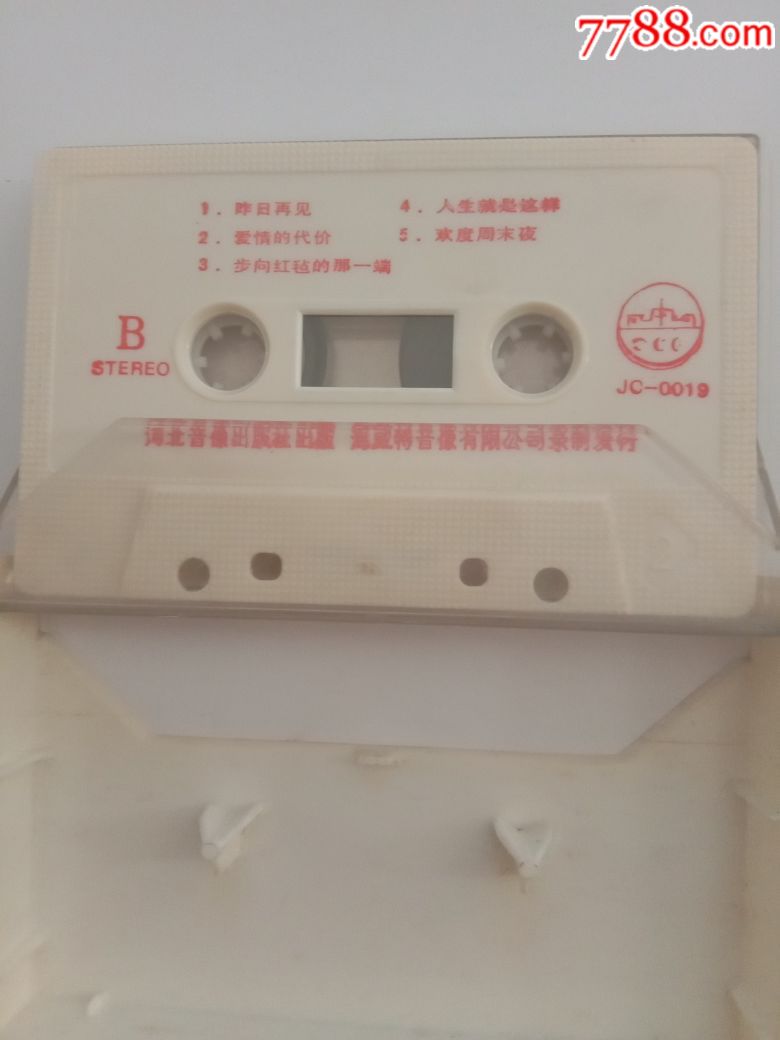 7788.com
1. 昨日再见
2. 爱情的代价
3. 步向红毡的那一端
4. 人生就是这样
5. 欢度周末夜
B
STEREO
JC-0019
河北音像出版社出版 音像有限公司录制发行